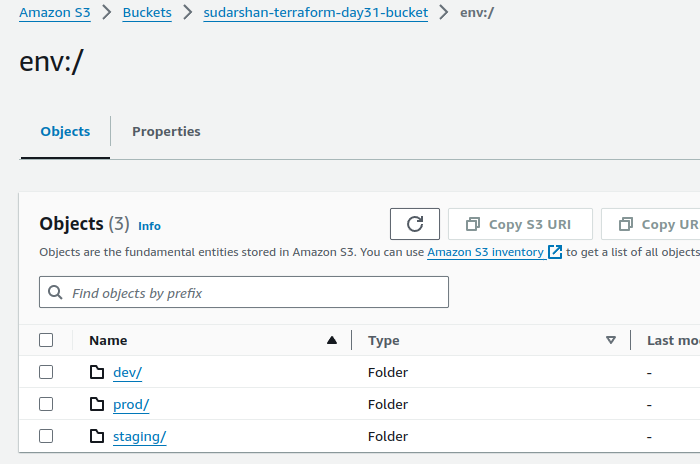 Amazon S3 > Buckets > sudarshan-terraform-day31-bucket > env:/
env:/
Objects Properties
Objects (3) Info Copy S3 URI Copy UR
Objects are the fundamental entities stored in Amazon S3. You can use Amazon S3 inventory to get a list of all objects
Find objects by prefix
Name Type Last mo
dev/ Folder -
prod/ Folder -
staging/ Folder -